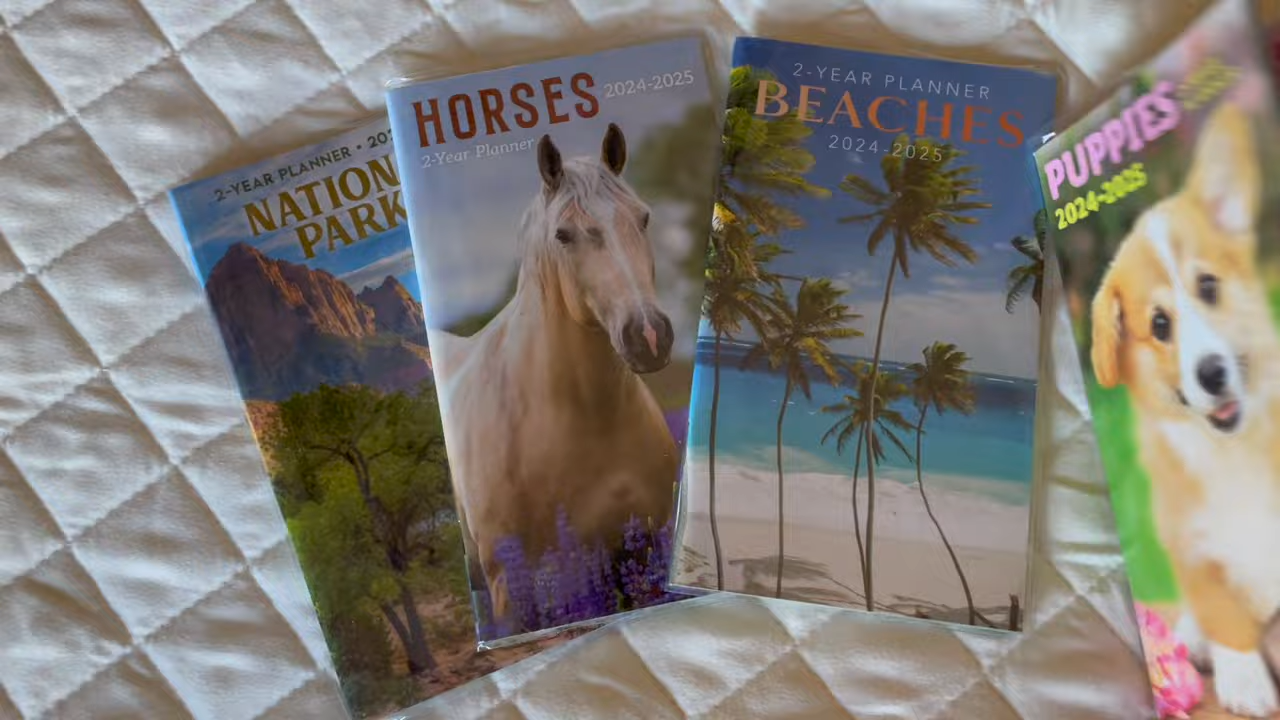 2-YEAR PLANNER • 202
NATION
PARK
HORSES 2024-2025
2-Year Planner
2-YEAR PLANNER
BEACHES
2024-2025
PUPPIES
2024-2025